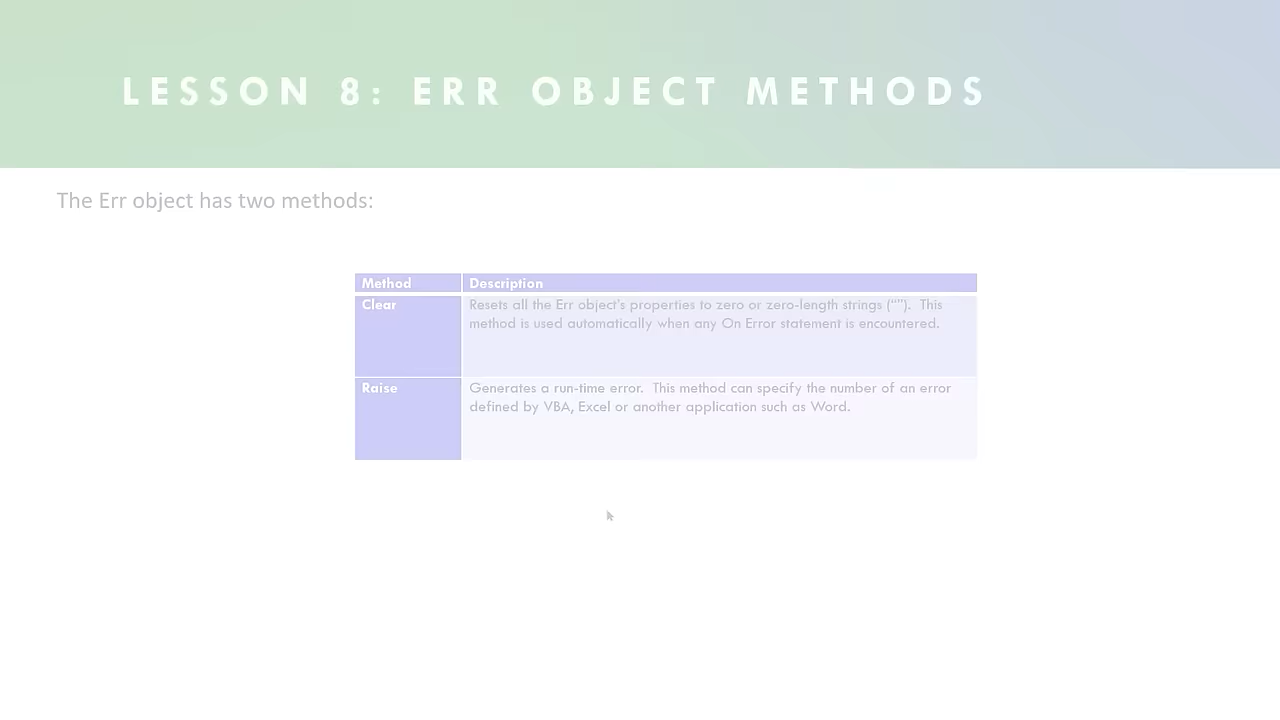 LESSON 8: ERR OBJECT METHODS
The Err object has two methods:
Method Description
Clear Resets all the Err object's properties to zero or zero-length strings (“”).  This
method is used automatically when any On Error statement is encountered.
Raise Generates a run-time error.  This method can specify the number of an error
defined by VBA, Excel or another application such as Word.